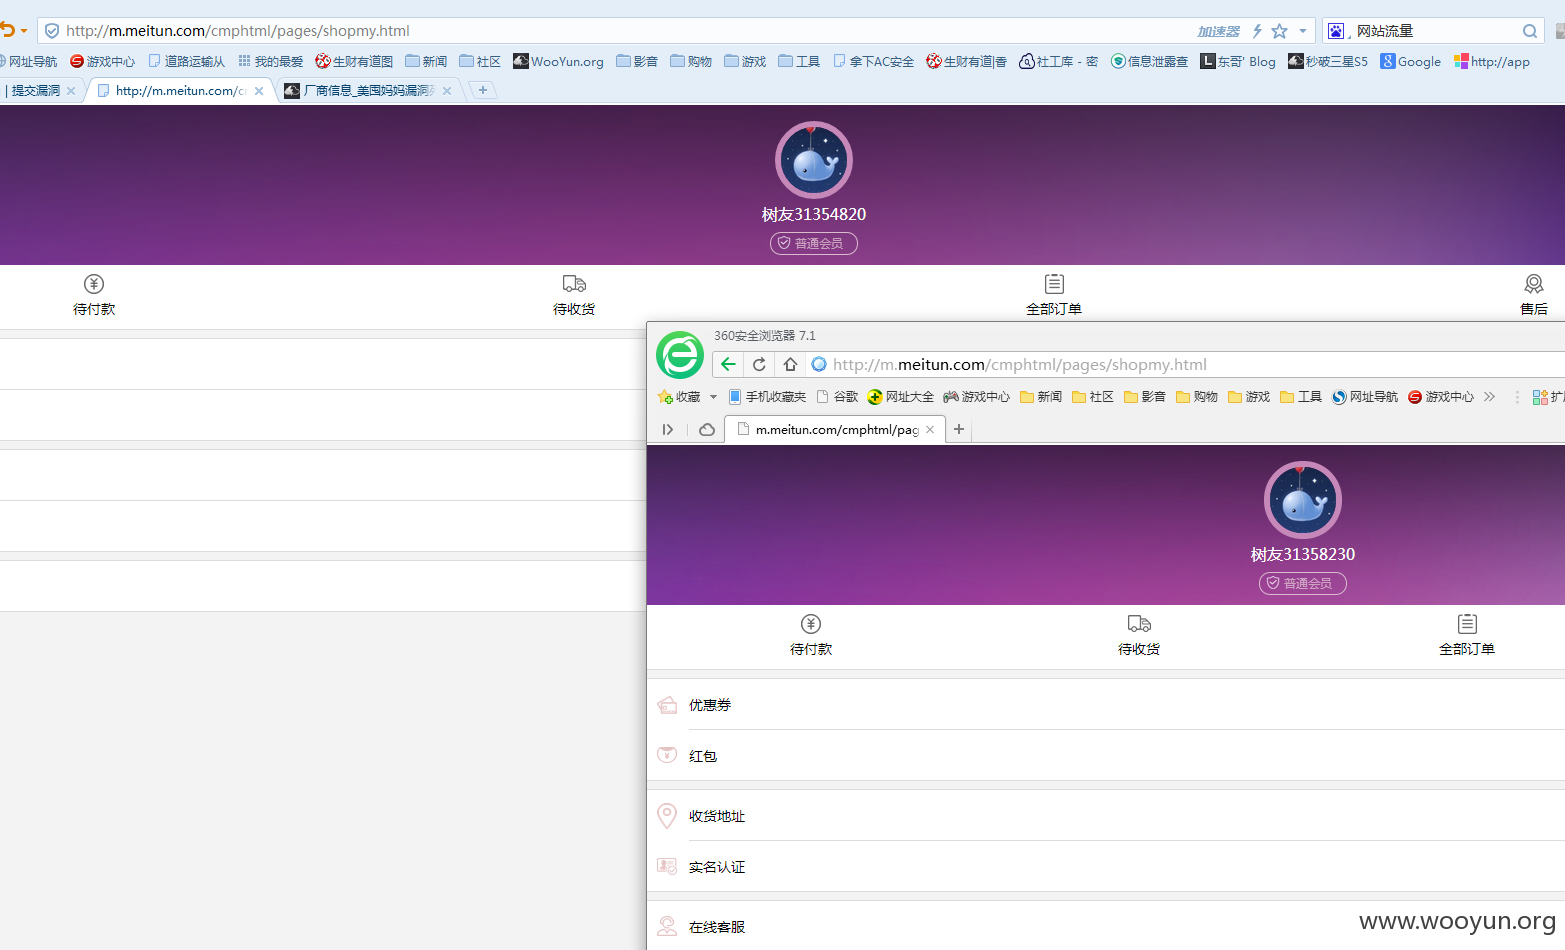 http://m.meitun.com/cmphtml/pages/shopmy.html 加速器 网站流量
网址导航 游戏中心 道路运输从 我的最爱 生财有道图 新闻 社区 WooYun.org 影音 购物 游戏 工具 拿下AC安全 生财有道|香 社工库 - 密 信息泄露查 东哥' Blog 秒破三星S5 Google http://app
| 提交漏洞 http://m.meitun.com/c 厂商信息_美囤妈妈漏洞
树友31354820
普通会员
待付款 待收货 全部订单 售后
360安全浏览器 7.1
http://m.meitun.com/cmphtml/pages/shopmy.html
收藏 手机收藏夹 谷歌 网址大全 游戏中心 新闻 社区 影音 购物 游戏 工具 网址导航 游戏中心
m.meitun.com/cmphtml/pag
树友31358230
普通会员
待付款 待收货 全部订单
优惠券
红包
收货地址
实名认证
在线客服
www.wooyun.org